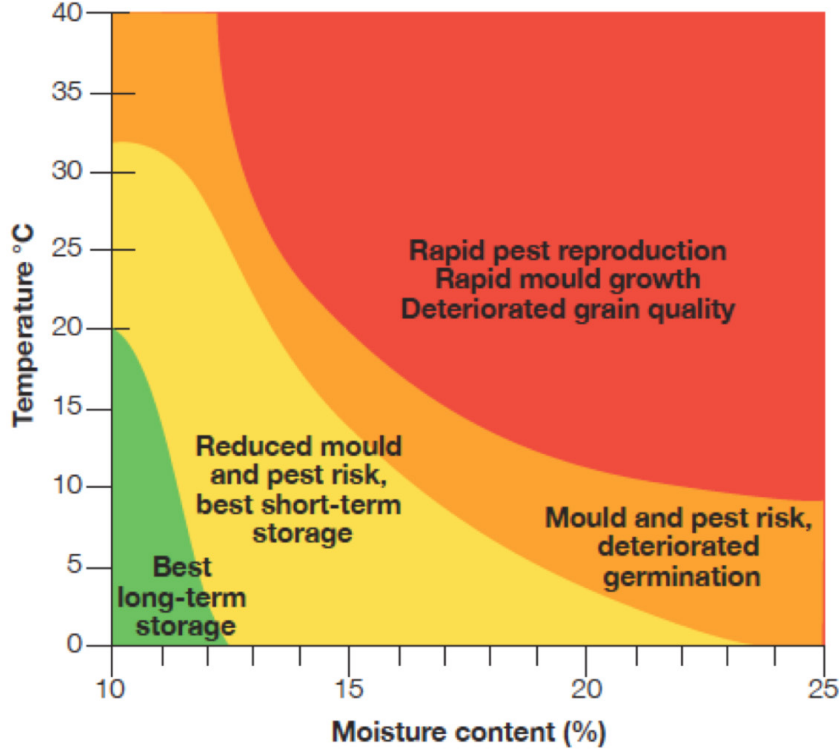 40
35
30
25
20
15
10
5
0
Temperature °C
Rapid pest reproduction
Rapid mould growth
Deteriorated grain quality
Reduced mould
and pest risk,
best short-term
storage
Mould and pest risk,
deteriorated
germination
Best
long-term
storage
10
15
20
25
Moisture content (%)